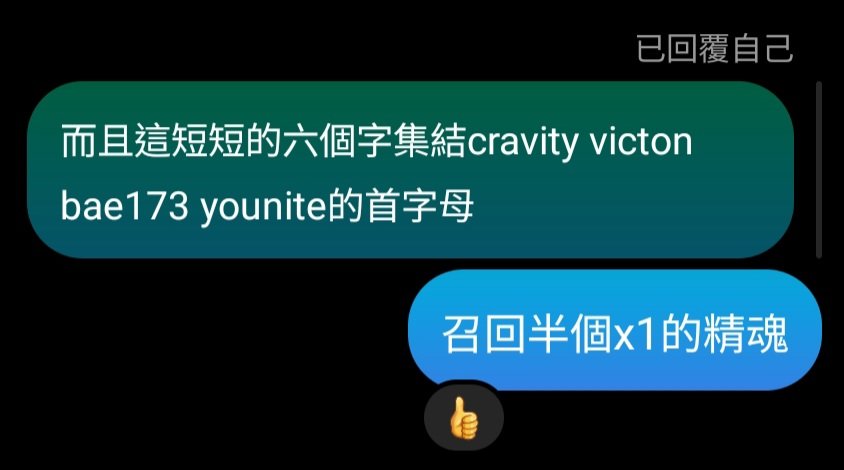 已回覆自己
而且這短短的六個字集結cravity victon
bae173 younite的首字母
召回半個x1的精魂